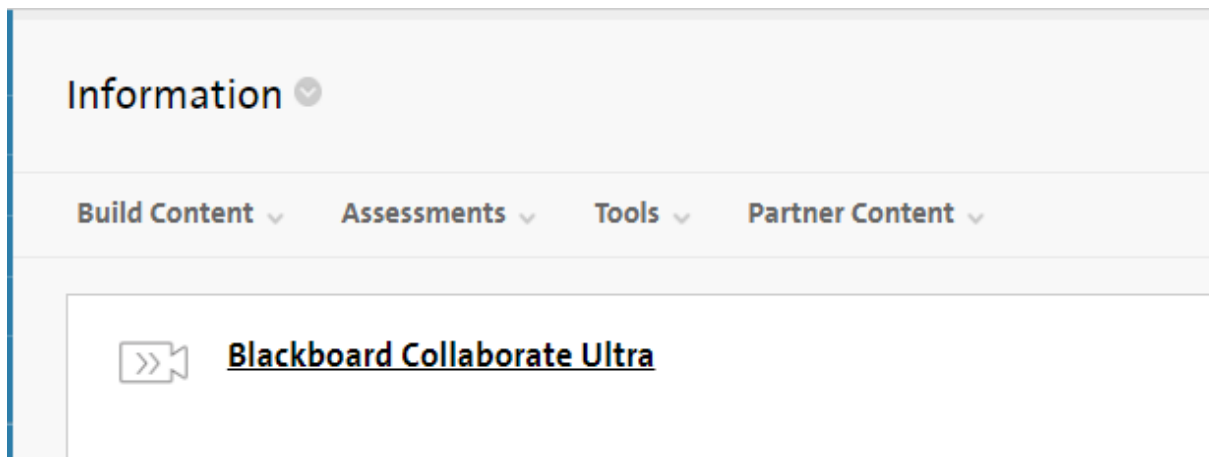 Information
Build Content Assessments Tools Partner Content
Blackboard Collaborate Ultra